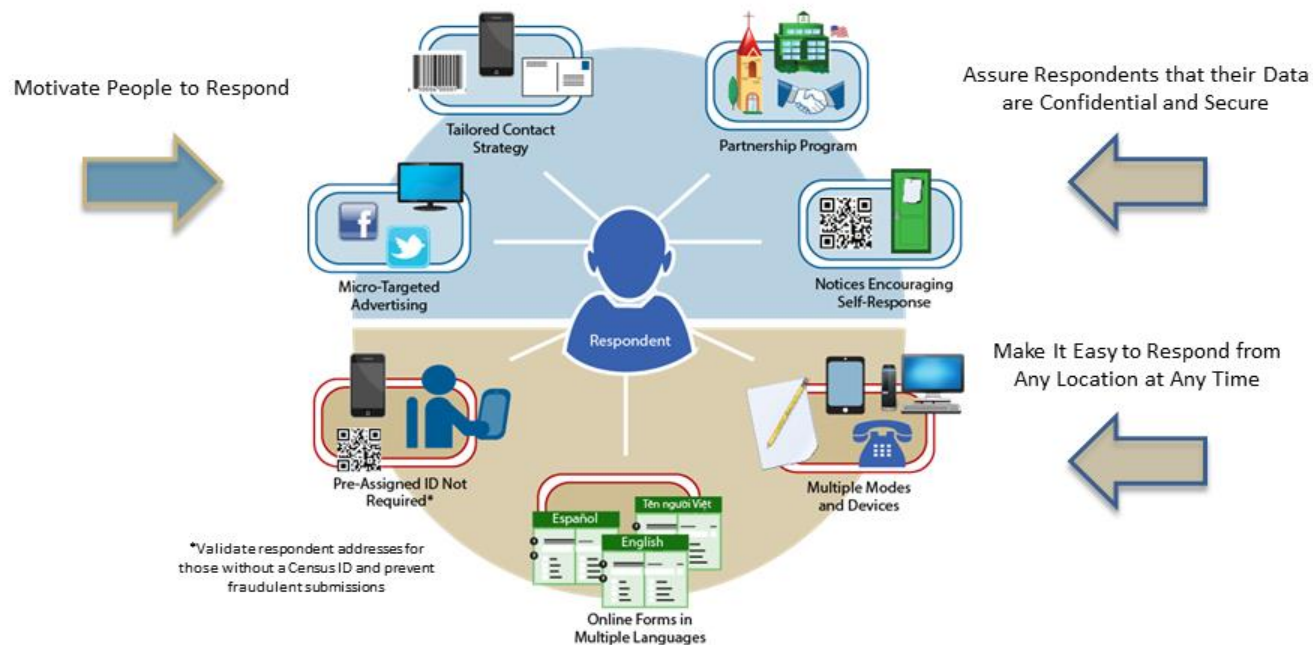 Motivate People to Respond
Tailored Contact
Strategy
Partnership Program
Assure Respondents that their Data
are Confidential and Secure
f
Micro-Targeted
Advertising
Notices Encouraging
Self-Response
Respondent
Make It Easy to Respond from
Any Location at Any Time
Pre-Assigned ID Not
Required*
Español
Tên người Việt
English
Multiple Modes
and Devices
*Validate respondent addresses for
those without a Census ID and prevent
fraudulent submissions
Online Forms in
Multiple Languages